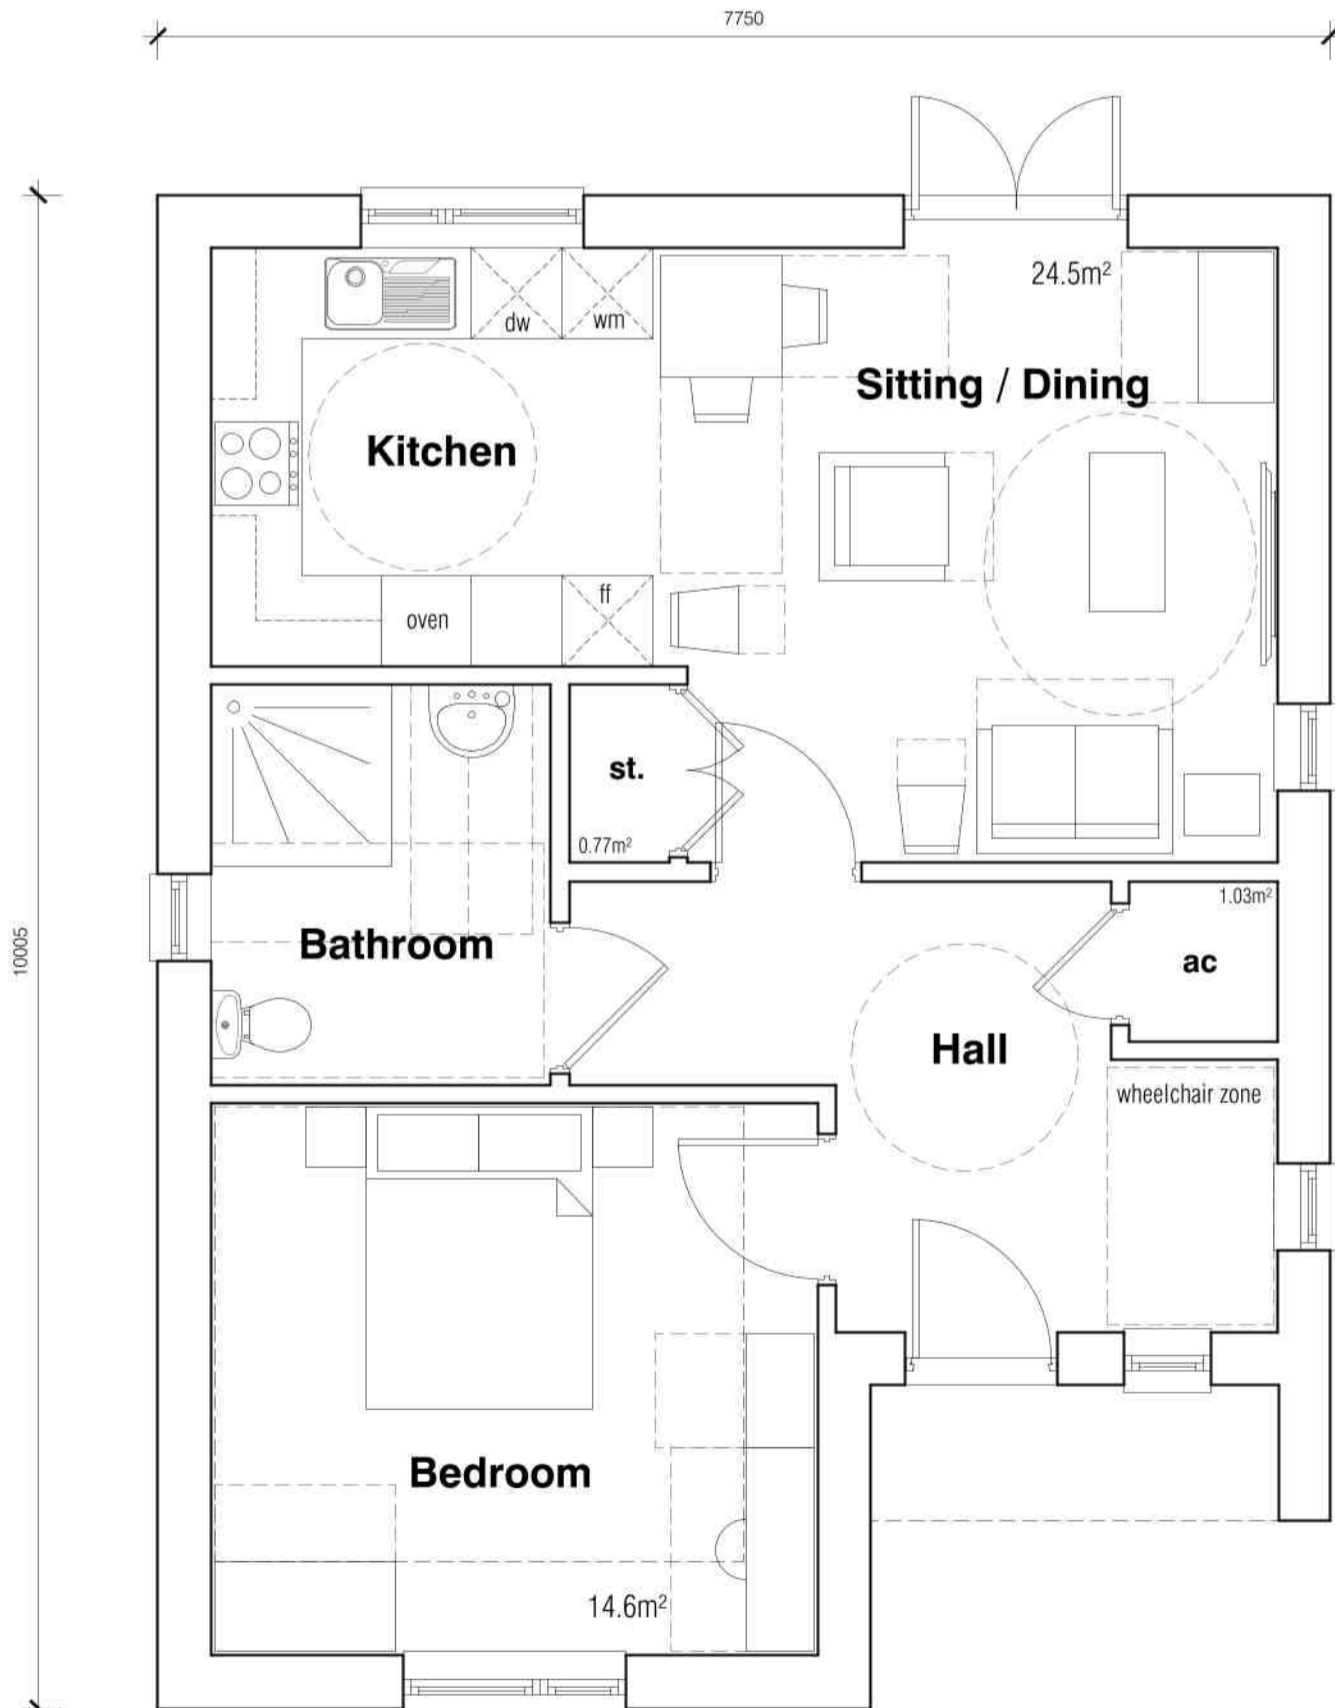 7750
24.5m²
dw
wm
Sitting / Dining
Kitchen
ff
oven
st.
0.77m²
1.03m²
10005
Bathroom
ac
Hall
wheelchair zone
Bedroom
14.6m²